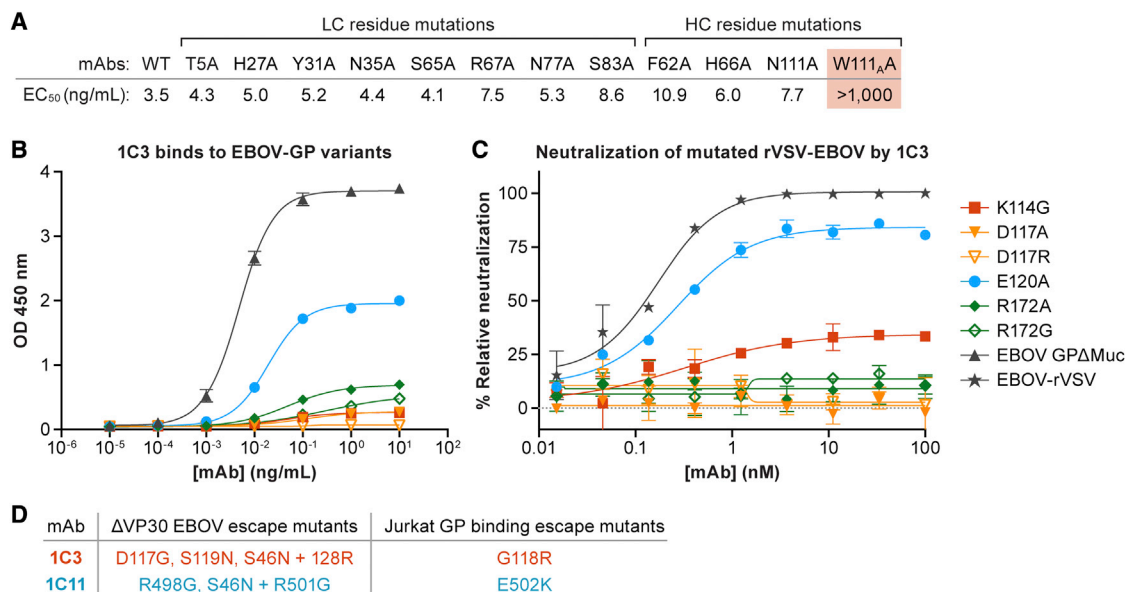 A
LC residue mutations HC residue mutations
mAbs: WT T5A H27A Y31A N35A S65A R67A N77A S83A F62A H66A N111A W111AA
EC50 (ng/mL): 3.5 4.3 5.0 5.2 4.4 4.1 7.5 5.3 8.6 10.9 6.0 7.7 >1,000
B 1C3 binds to EBOV-GP variants
4
3
2
1
0
OD 450 nm
10-6 10-5 10-4 10-3 10-2 10-1 100 101 102
[mAb] (ng/mL)
C Neutralization of mutated rVSV-EBOV by 1C3
100
75
50
25
0
% Relative neutralization
0.01 0.1 1 10 100
[mAb] (nM)
K114G
D117A
D117R
E120A
R172A
R172G
EBOV GPΔMuc
EBOV-rVSV
D
mAb ΔVP30 EBOV escape mutants Jurkat GP binding escape mutants
1C3 D117G, S119N, S46N + 128R G118R
1C11 R498G, S46N + R501G E502K